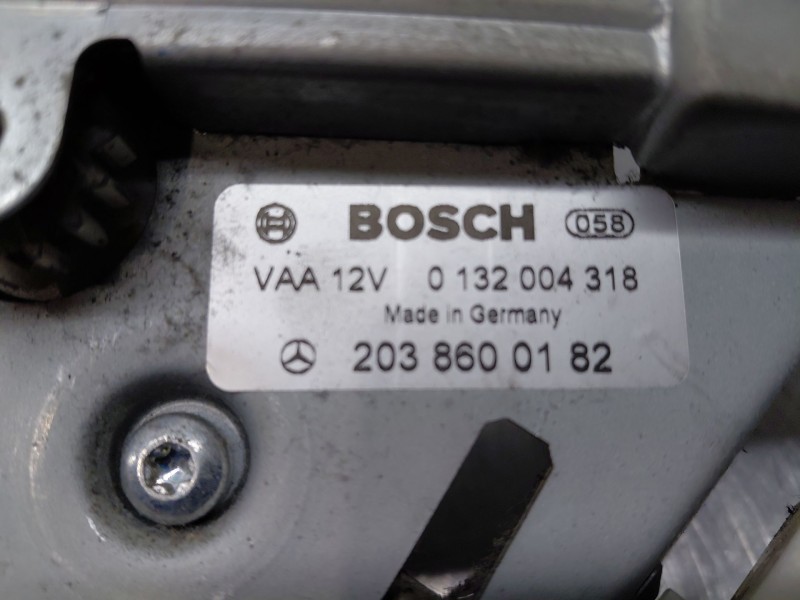 BOSCH 058
VAA 12V 0 132 004 318
Made in Germany
203 860 01 82